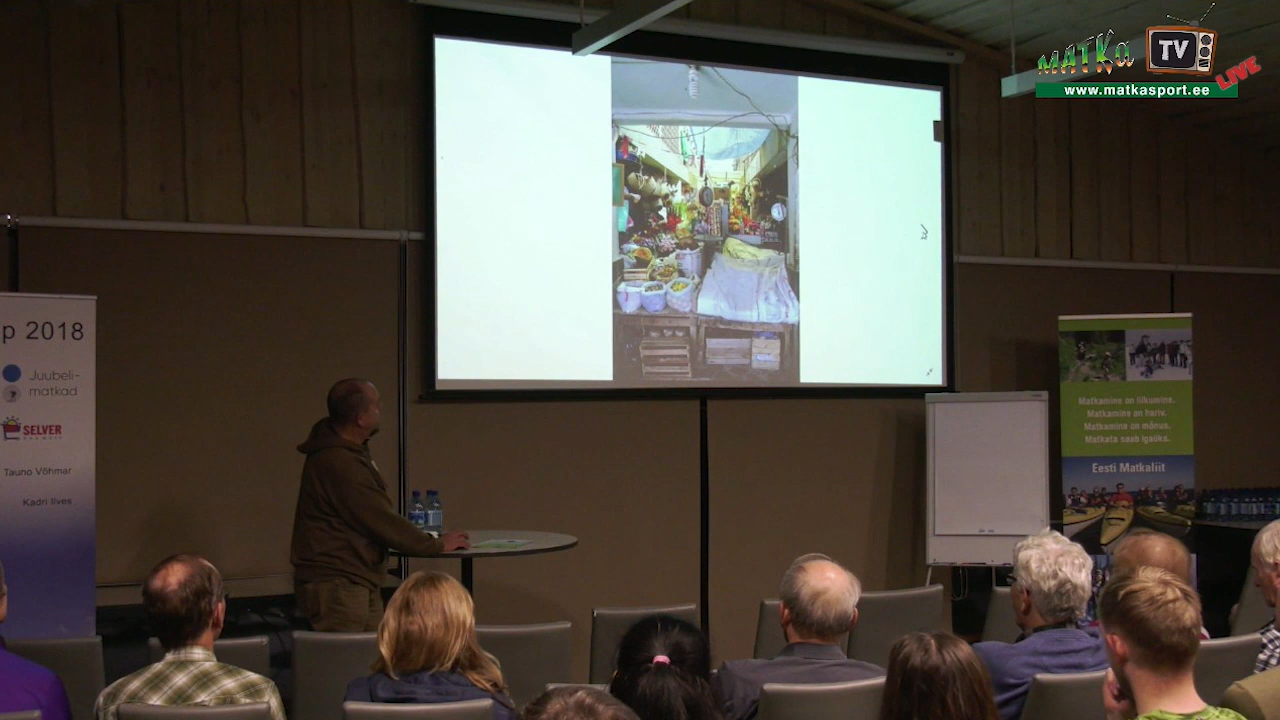 MATKa
TV
LIVE
www.matkasport.ee
p 2018
Juubeli-
matkad
SELVER
Tauno Võhmar
Kadri Ilves
Matkamine on liikumine.
Matkamine on hariv.
Matkamine on mõnus.
Matkata saab igaüks.
Eesti Matkaliit